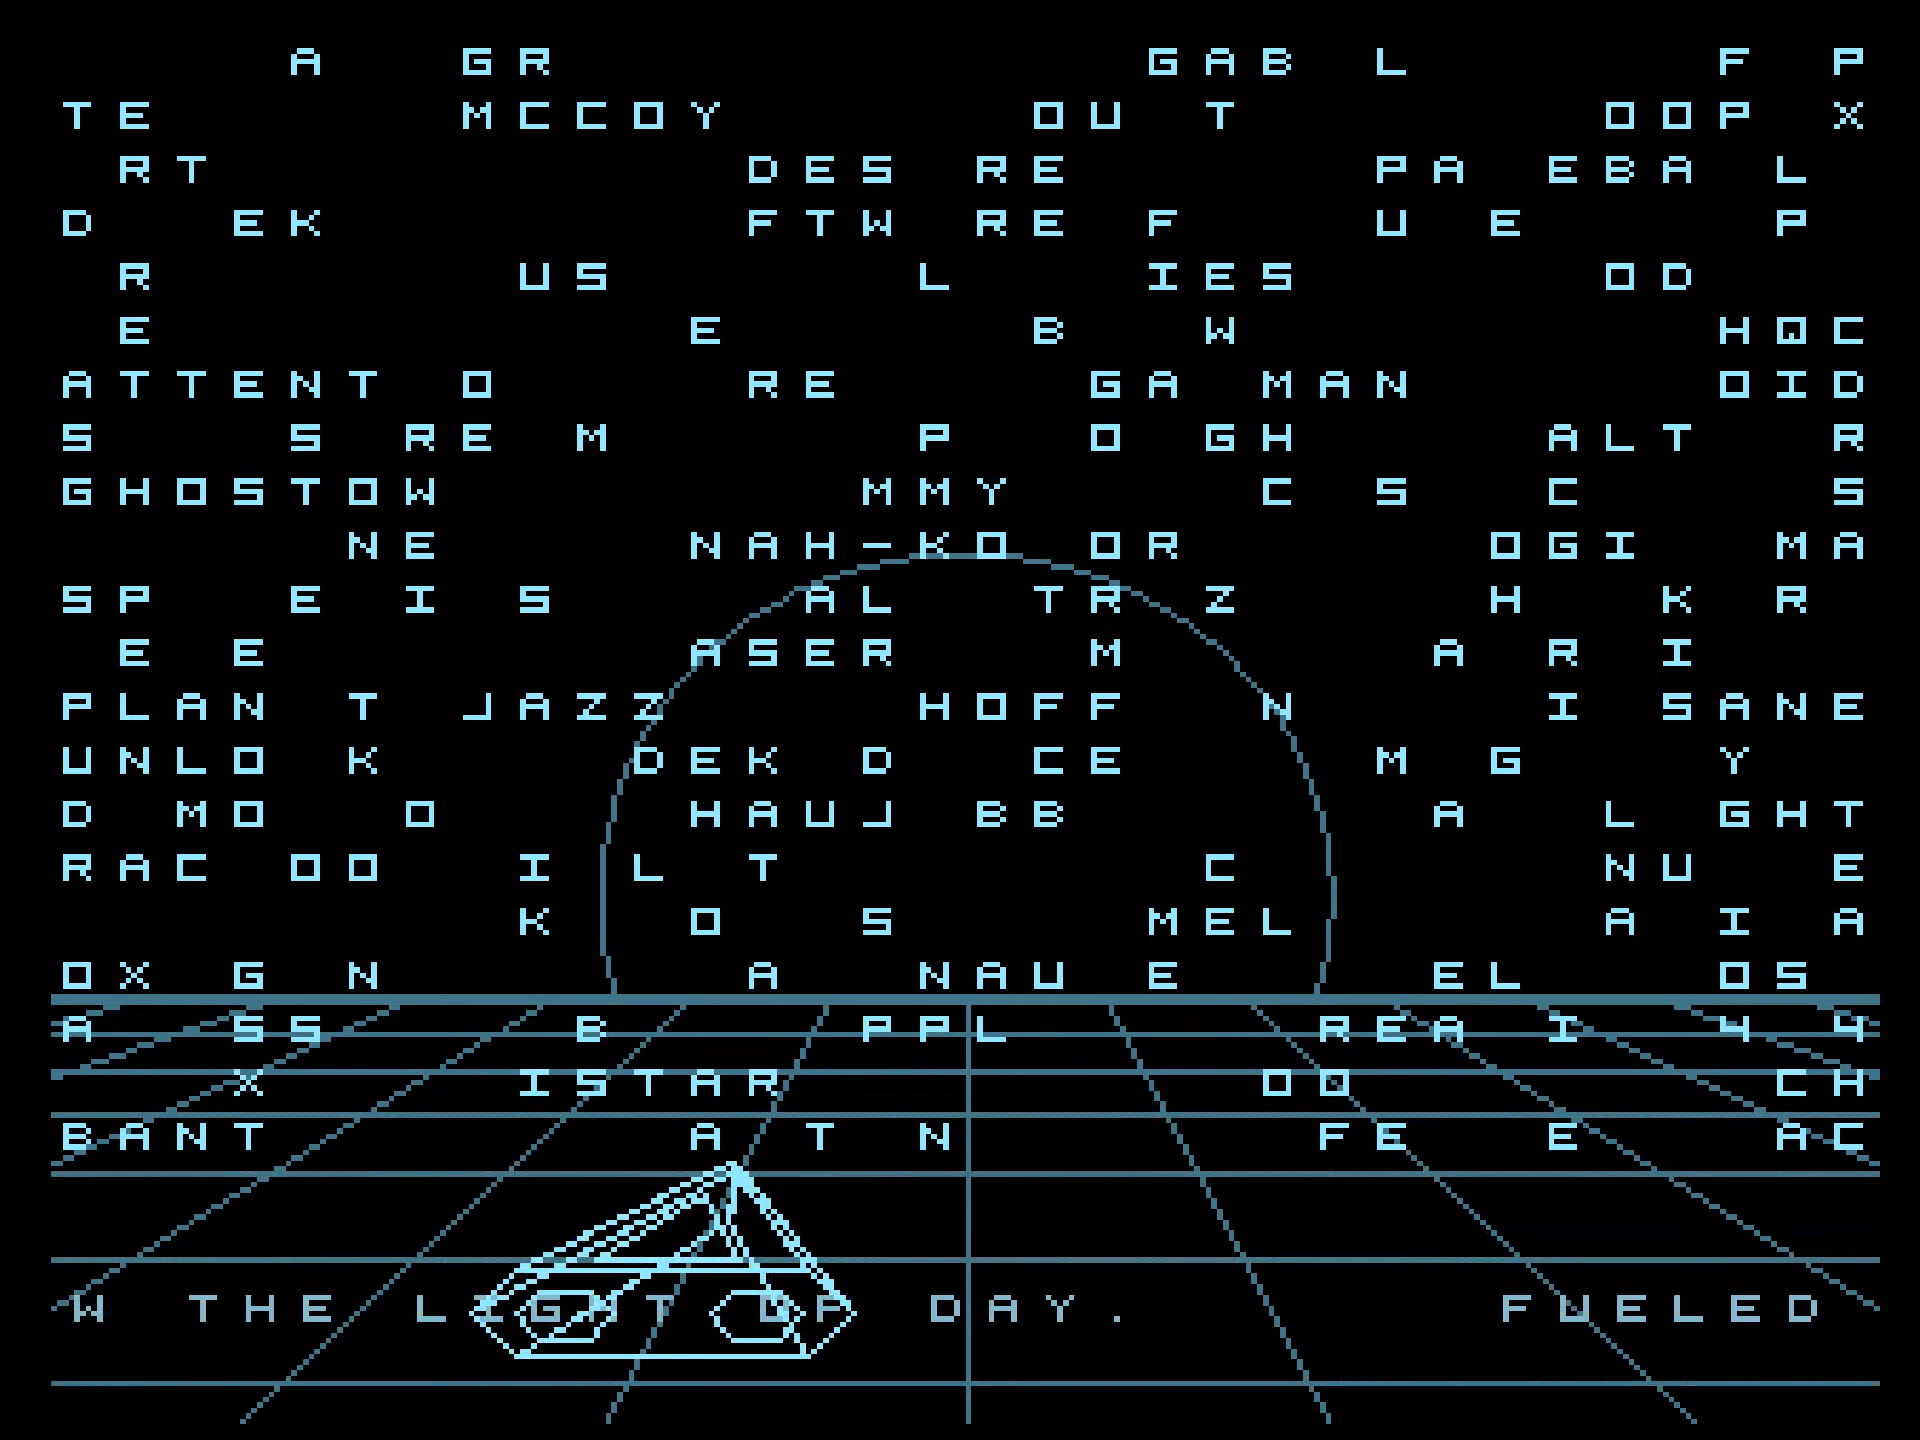 A GR GAB L F P
TE MCCOY OU T OOP X
RT DES RE PA EBA L
D EK FTW RE F U E P
R US L IES OD
E E B W HQC
ATTENT O RE GA MAN OID
S S RE M P O GH ALT R
GHOSTOW MMY C S C S
NE NAH-KO OR OGI MA
SP E I S AL TR Z H K R
E E ASER M A R I
PLAN T JAZZ HOFF N I SANE
UNLO K DEK D CE M G Y
D MO O HAUJ BB A L GHT
RAC OO I L T C NU E
K O S MEL A I A
OX G N A NAU E EL OS
A SS B PPL REA I 4 4
X ISTAR OO CH
BANT A T N FE E AC
W THE LIGHT OF DAY. FUELED